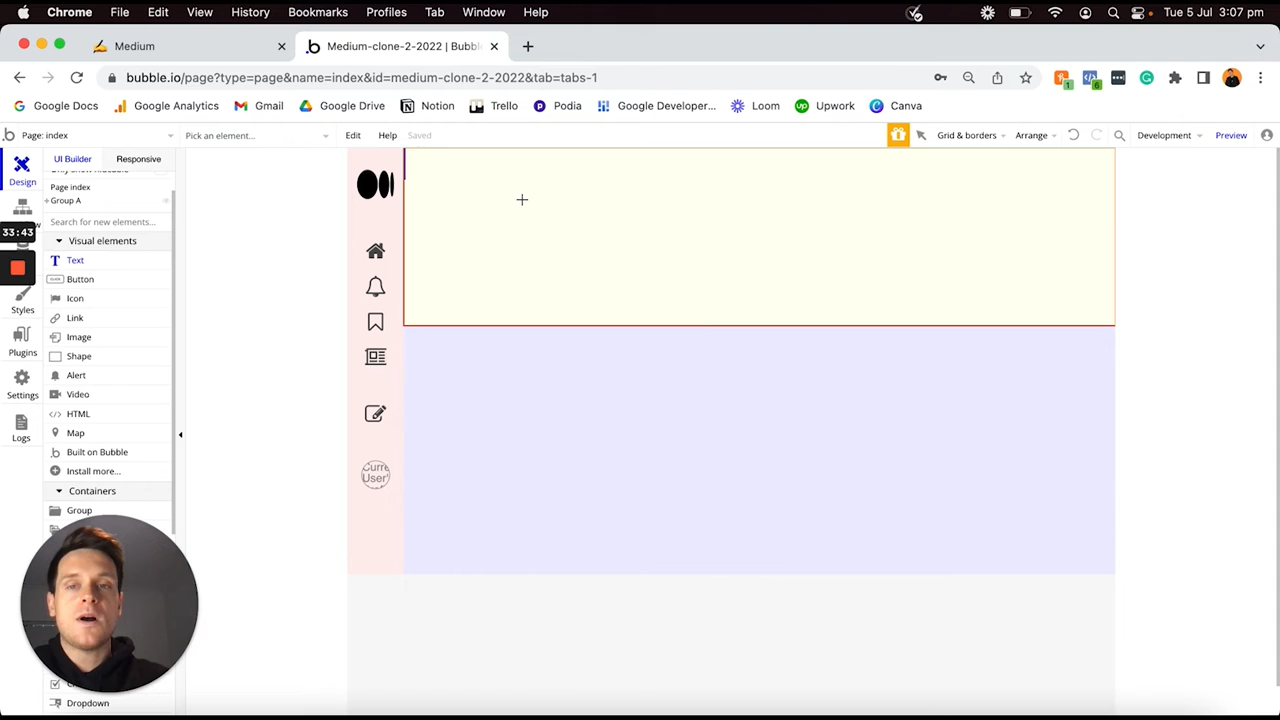 Chrome File Edit View History Bookmarks Profiles Tab Window Help Tue 5 Jul 3:07 pm
Medium
Medium-clone-2-2022 | Bubbl
bubble.io/page?type=page&name=index&id=medium-clone-2-2022&tab=tabs-1
1
6
Google Docs Google Analytics Gmail Google Drive Notion Trello Podia Google Developer... Loom Upwork Canva
Page: index Pick an element... Edit Help Saved Grid & borders Arrange Development Preview
UI Builder Responsive
Design
Page index
Group A
Search for new elements...
33:43
Visual elements
Text
Button
Icon
Styles
Link
Plugins
Image
Shape
Settings
Alert
Video
Logs
HTML
Map
Built on Bubble
Install more...
Containers
Group
Dropdown
Curre
User'